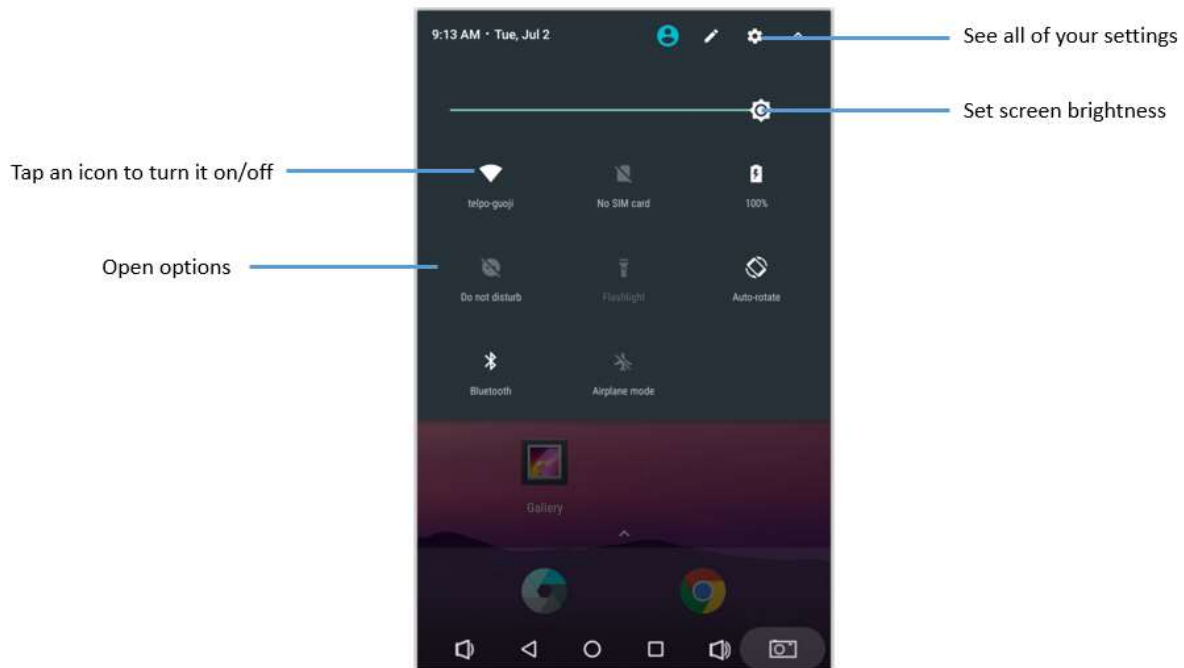 9:13 AM • Tue, Jul 2
See all of your settings
Set screen brightness
Tap an icon to turn it on/off
telpo-guoji
No SIM card
100%
Open options
Do not disturb
Flashlight
Auto-rotate
Bluetooth
Airplane mode
Gallery